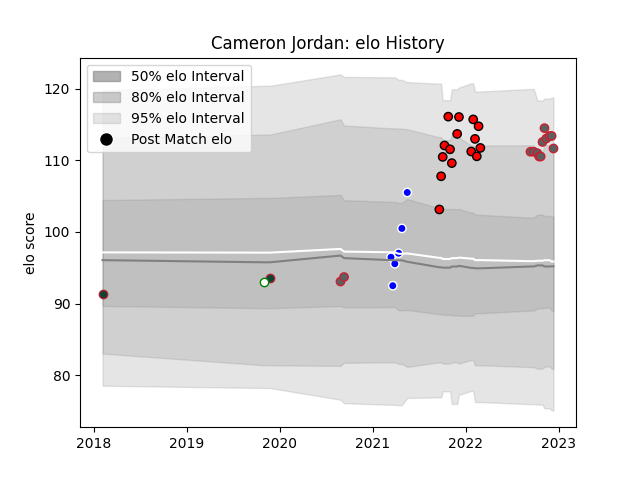 Cameron Jordan: elo History
50% elo Interval
80% elo Interval
95% elo Interval
Post Match elo
elo score
120
110
100
90
80
2018
2019
2020
2021
2022
2023